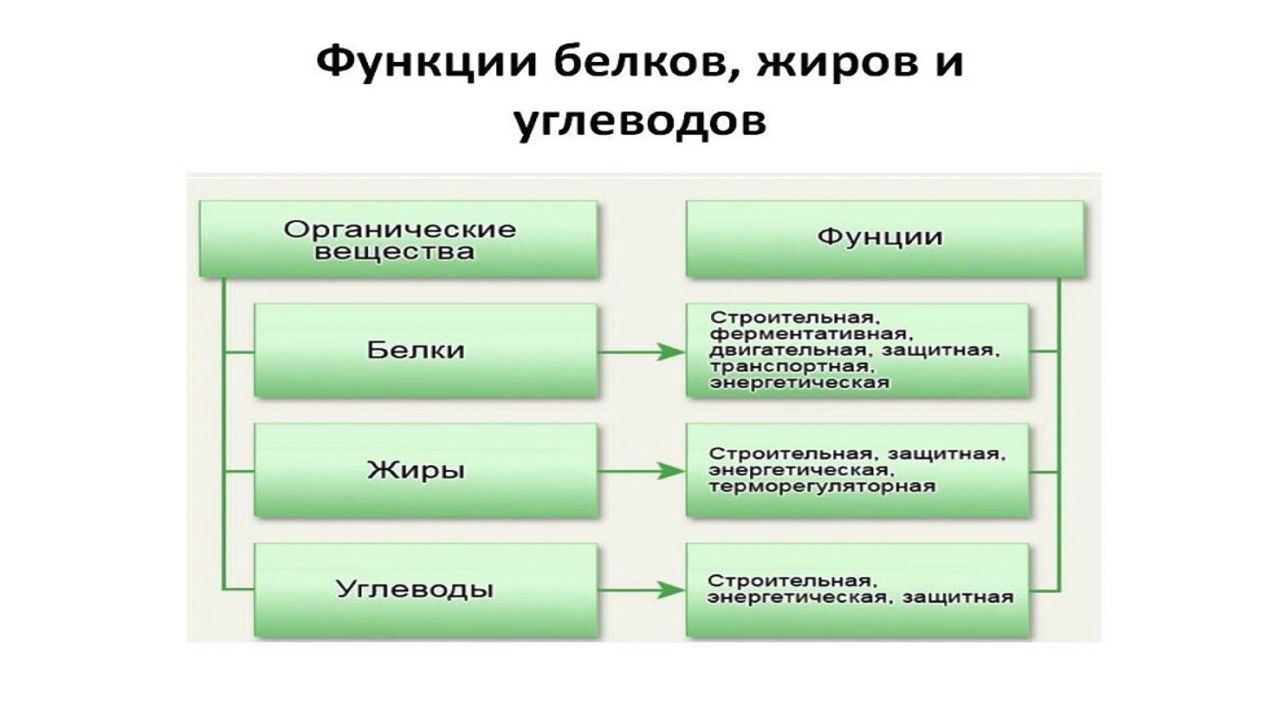 Функции белков, жиров и
углеводов
Органические
вещества
Фунции
Белки
Строительная,
ферментативная,
двигательная, защитная,
транспортная,
энергетическая
Жиры
Строительная, защитная,
энергетическая,
терморегуляторная
Углеводы
Строительная,
энергетическая, защитная